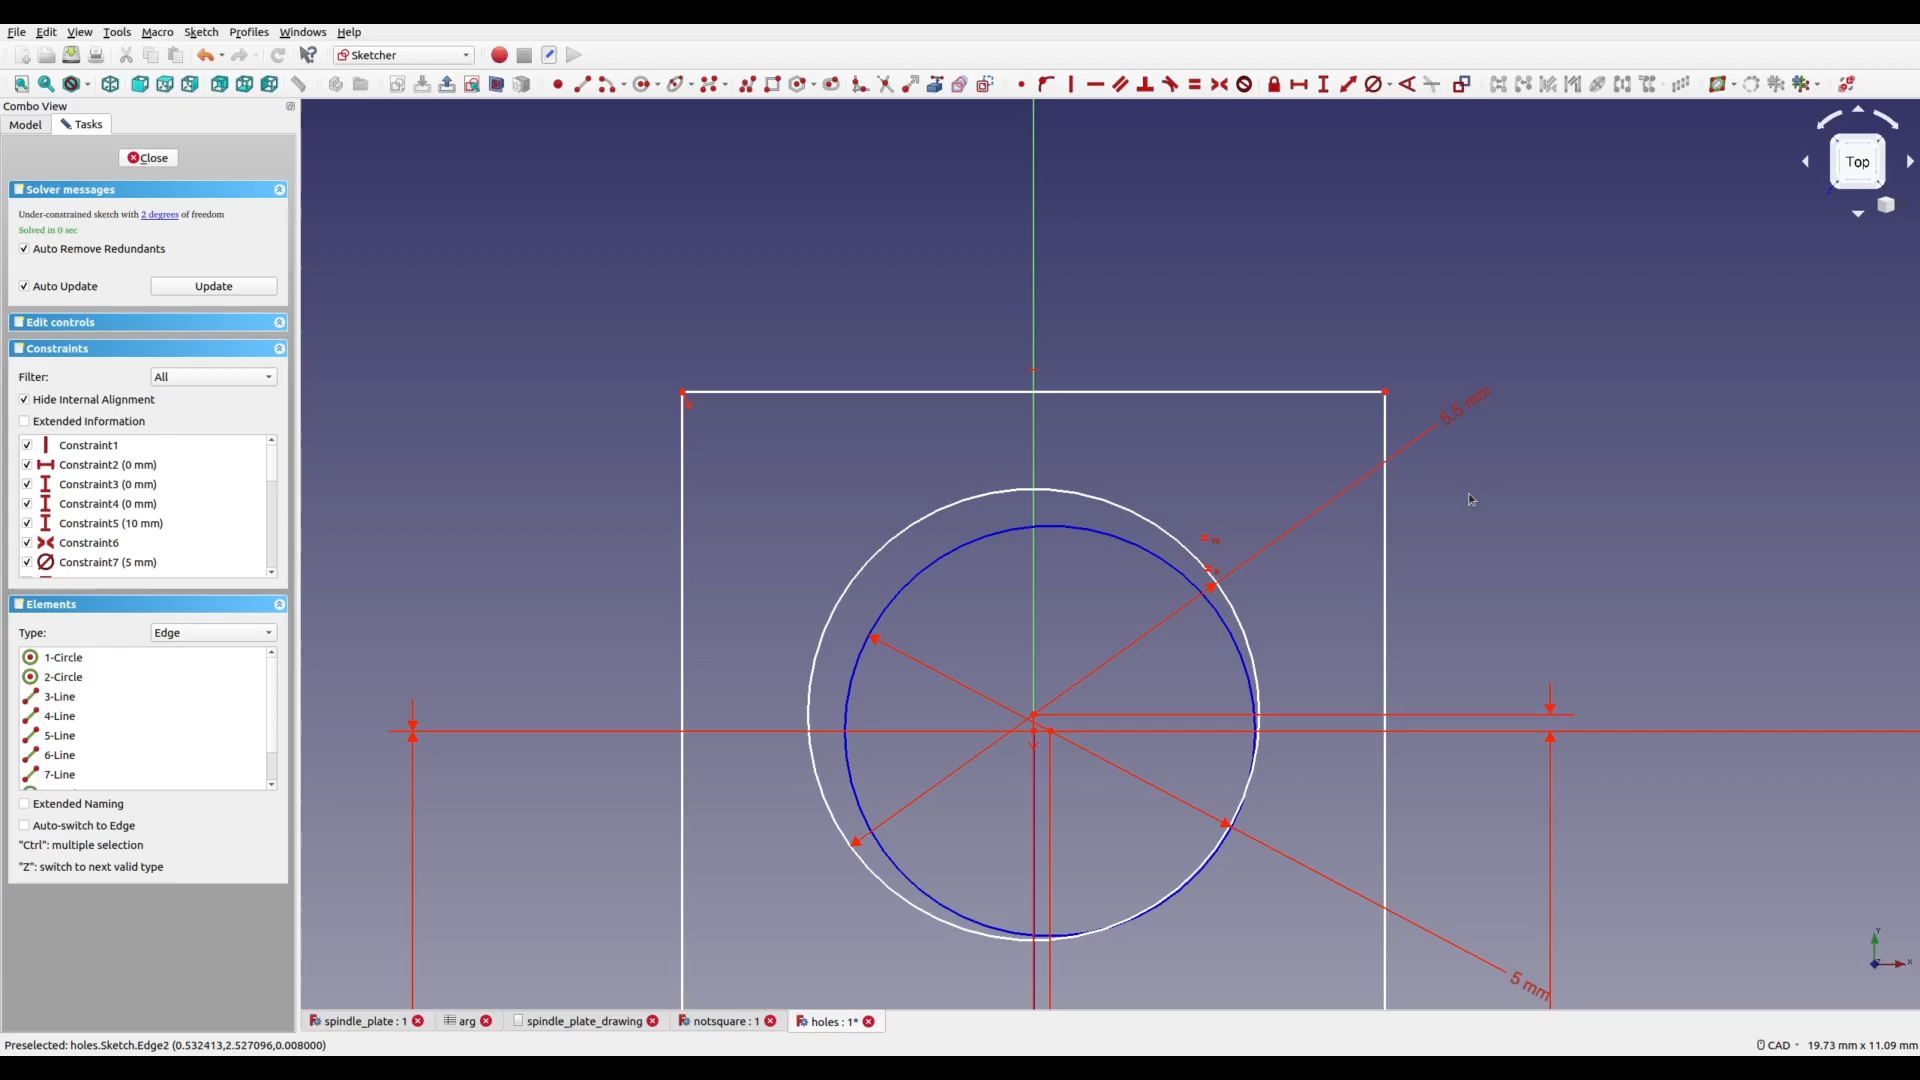 File Edit View Tools Macro Sketch Profiles Windows Help
Sketcher
Combo View
Model Tasks
Close
Solver messages
Under-constrained sketch with 2 degrees of freedom
Solved in 0 sec
Auto Remove Redundants
Auto Update Update
Edit controls
Constraints
Filter: All
Hide Internal Alignment
Extended Information
Constraint1
Constraint2 (0 mm)
Constraint3 (0 mm)
Constraint4 (0 mm)
Constraint5 (10 mm)
Constraint6
Constraint7 (5 mm)
Elements
Type: Edge
1-Circle
2-Circle
3-Line
4-Line
5-Line
6-Line
7-Line
Extended Naming
Auto-switch to Edge
"Ctrl": multiple selection
"Z": switch to next valid type
Top
5.5 mm
5 mm
Y
X
spindle_plate : 1 arg spindle_plate_drawing notsquare : 1 holes : 1*
Preselected: holes.Sketch.Edge2 (0.532413,2.527096,0.008000)
CAD 19.73 mm x 11.09 mm